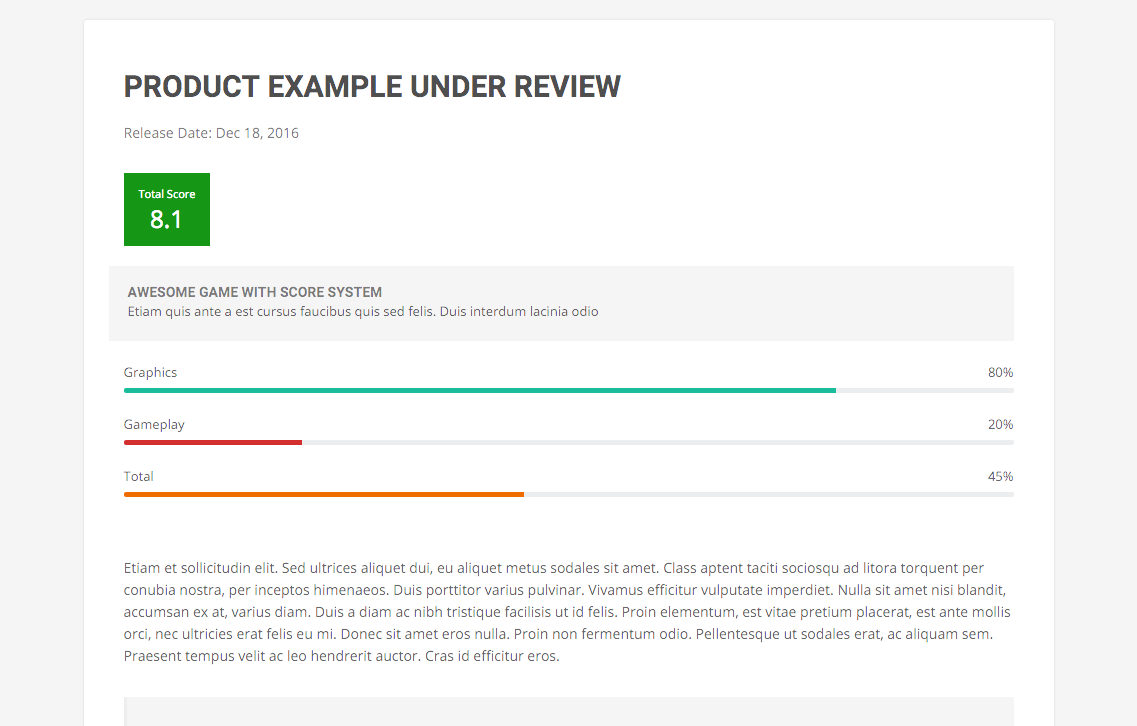 PRODUCT EXAMPLE UNDER REVIEW
Release Date: Dec 18, 2016
Total Score
8.1
AWESOME GAME WITH SCORE SYSTEM
Etiam quis ante a est cursus faucibus quis sed felis. Duis interdum lacinia odio
Graphics 80%
Gameplay 20%
Total 45%
Etiam et sollicitudin elit. Sed ultrices aliquet dui, eu aliquet metus sodales sit amet. Class aptent taciti sociosqu ad litora torquent per
conubia nostra, per inceptos himenaeos. Duis porttitor varius pulvinar. Vivamus efficitur vulputate imperdiet. Nulla sit amet nisi blandit,
accumsan ex at, varius diam. Duis a diam ac nibh tristique facilisis ut id felis. Proin elementum, est vitae pretium placerat, est ante mollis
orci, nec ultricies erat felis eu mi. Donec sit amet eros nulla. Proin non fermentum odio. Pellentesque ut sodales erat, ac aliquam sem.
Praesent tempus velit ac leo hendrerit auctor. Cras id efficitur eros.